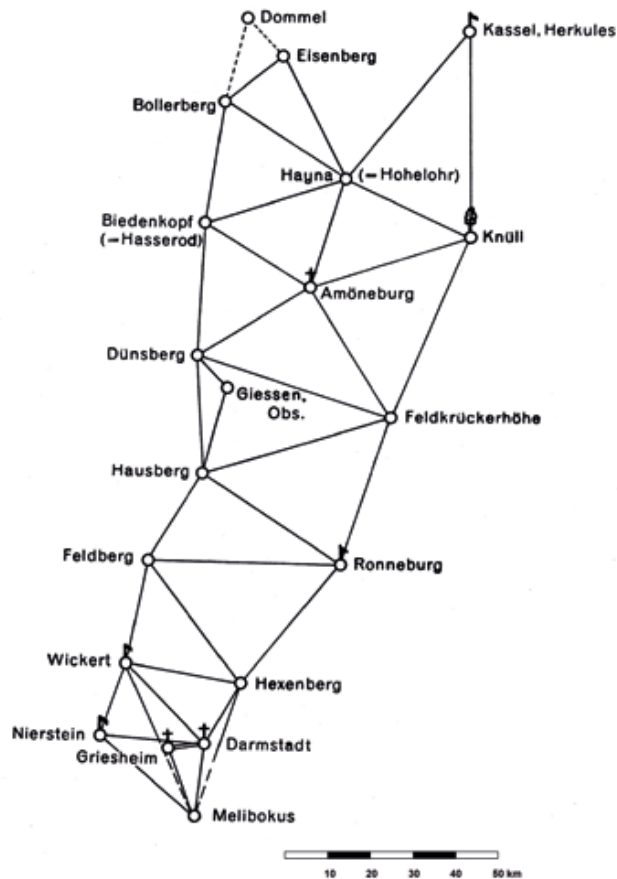 Dommel
Kassel, Herkules
Eisenberg
Bollerberg
Hayna (=Hohelohr)
Biedenkopf
(=Hasserod)
Knüll
Amöneburg
Dünsberg
Giessen,
Obs.
Feldkrückerhöhe
Hausberg
Feldberg
Ronneburg
Wickert
Hexenberg
Nierstein
Darmstadt
Griesheim
Melibokus
10 20 30 40 50 km